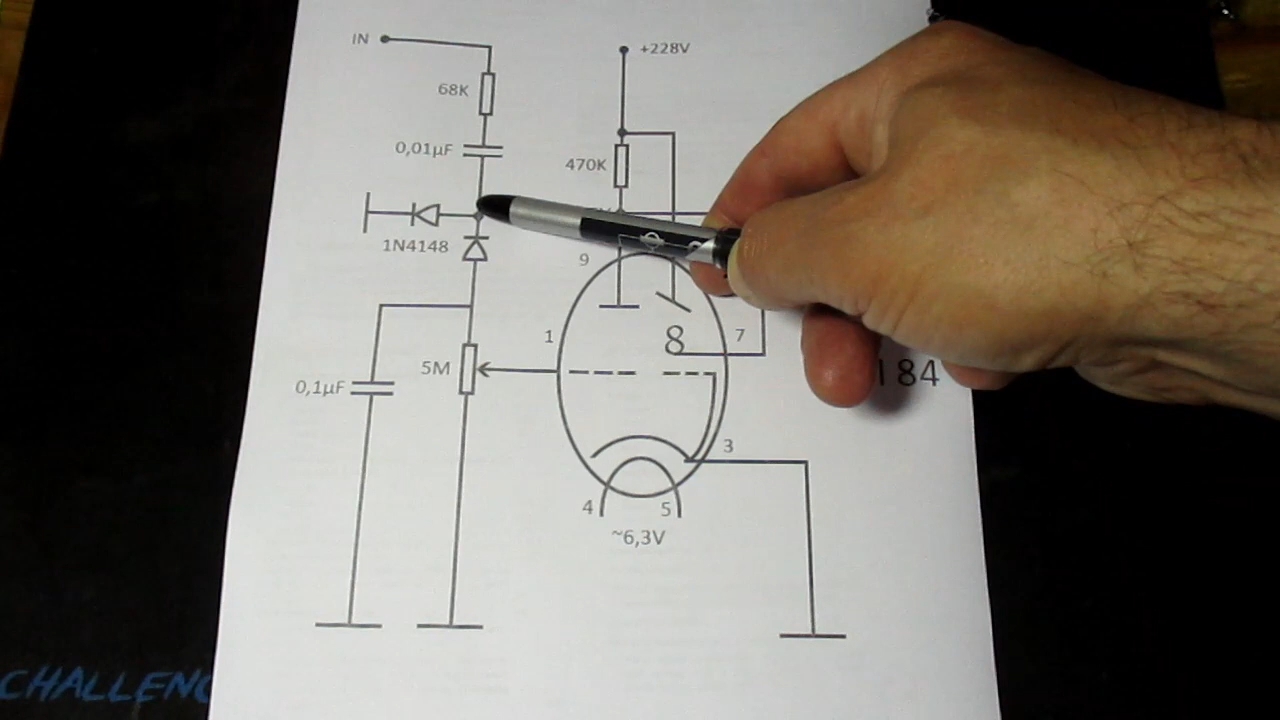 IN
+228V
68K
0,01µF
470K
1N4148
9
1
8
7
5M
0,1µF
84
3
4
5
~6,3V
CHALLENG